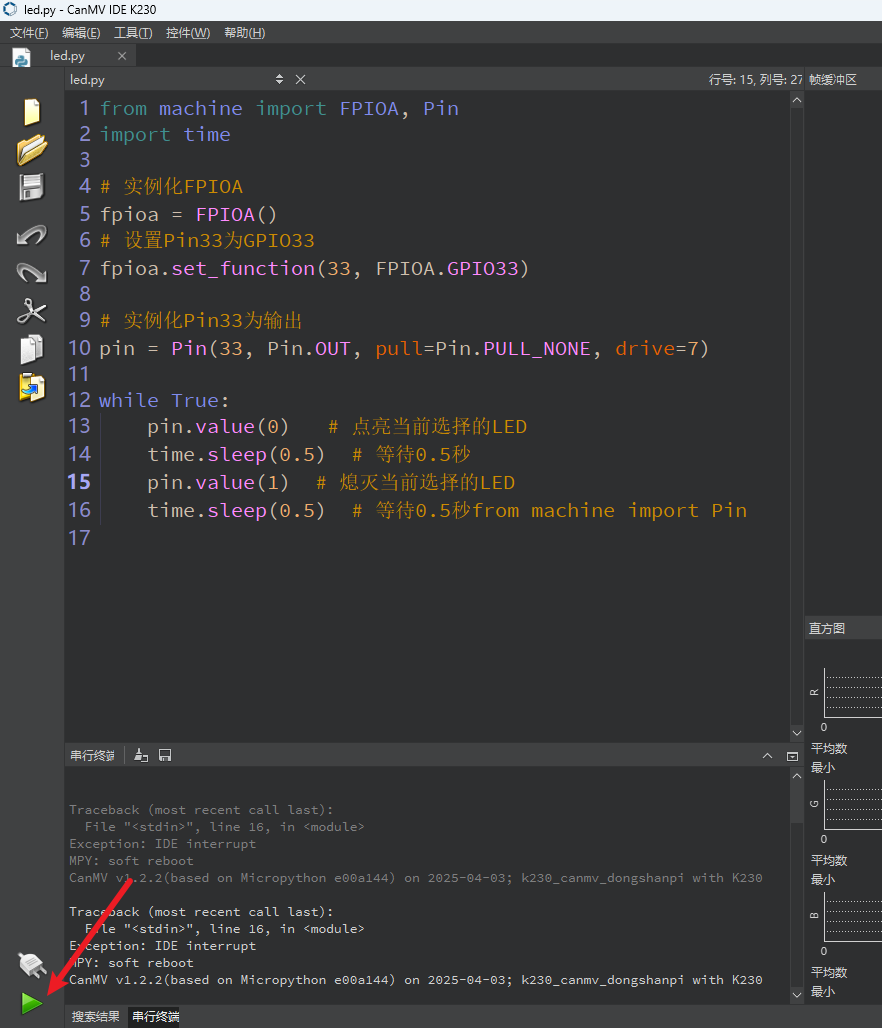 led.py - CanMV IDE K230
文件(F) 编辑(E) 工具(T) 控件(W) 帮助(H)
led.py
led.py 行号: 15, 列号: 27 帧缓冲区
1 from machine import FPIOA, Pin
2 import time
3
4 # 实例化FPIOA
5 fpioa = FPIOA()
6 # 设置Pin33为GPIO33
7 fpioa.set_function(33, FPIOA.GPIO33)
8
9 # 实例化Pin33为输出
10 pin = Pin(33, Pin.OUT, pull=Pin.PULL_NONE, drive=7)
11
12 while True:
13     pin.value(0)   # 点亮当前选择的LED
14     time.sleep(0.5)  # 等待0.5秒
15     pin.value(1)  # 熄灭当前选择的LED
16     time.sleep(0.5)  # 等待0.5秒from machine import Pin
17
直方图
R
0
平均数
最小
G
0
平均数
最小
B
0
平均数
最小
串行终端
Traceback (most recent call last):
  File "<stdin>", line 16, in <module>
Exception: IDE interrupt
MPY: soft reboot
CanMV v1.2.2(based on Micropython e00a144) on 2025-04-03; k230_canmv_dongshanpi with K230
Traceback (most recent call last):
  File "<stdin>", line 16, in <module>
Exception: IDE interrupt
MPY: soft reboot
CanMV v1.2.2(based on Micropython e00a144) on 2025-04-03; k230_canmv_dongshanpi with K230
搜索结果 串行终端